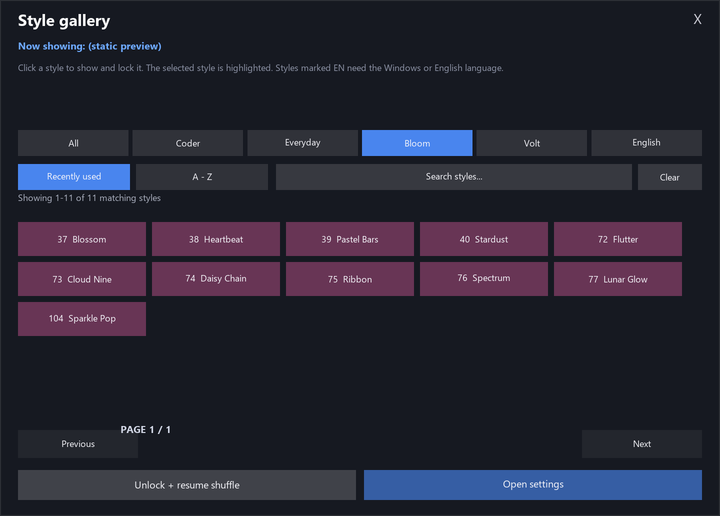 Style gallery X
Now showing: (static preview)
Click a style to show and lock it. The selected style is highlighted. Styles marked EN need the Windows or English language.
All Coder Everyday Bloom Volt English
Recently used A - Z Search styles... Clear
Showing 1-11 of 11 matching styles
37 Blossom 38 Heartbeat 39 Pastel Bars 40 Stardust 72 Flutter
73 Cloud Nine 74 Daisy Chain 75 Ribbon 76 Spectrum 77 Lunar Glow
104 Sparkle Pop
PAGE 1 / 1
Previous Next
Unlock + resume shuffle Open settings